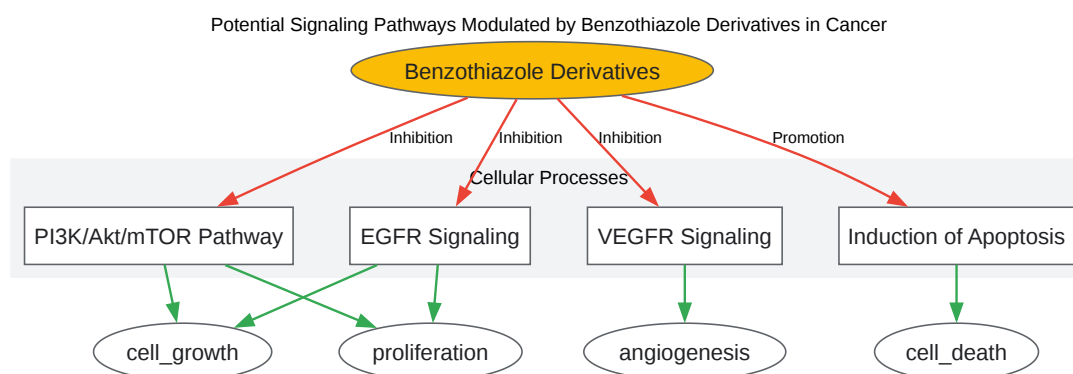 Potential Signaling Pathways Modulated by Benzothiazole Derivatives in Cancer
Benzothiazole Derivatives
Inhibition
Inhibition
Inhibition
Promotion
Cellular Processes
PI3K/Akt/mTOR Pathway
EGFR Signaling
VEGFR Signaling
Induction of Apoptosis
cell_growth
proliferation
angiogenesis
cell_death